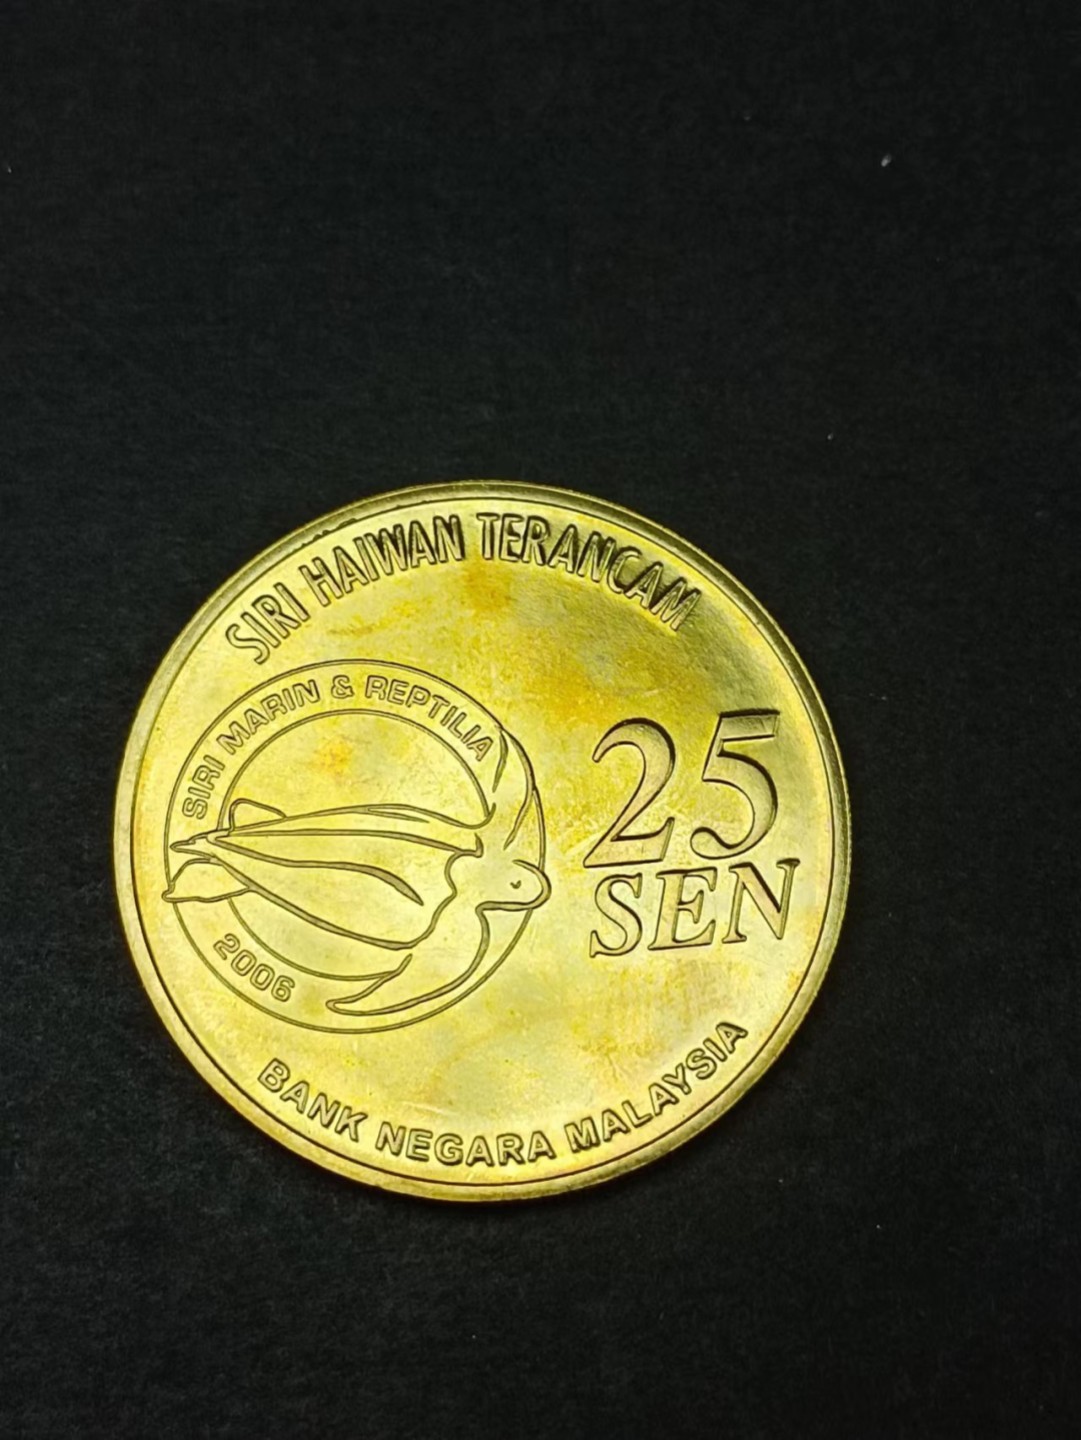 SIRI HAIWAN TERANCAM
SIRI MARIN & REPTILIA
2006
25
SEN
BANK NEGARA MALAYSIA